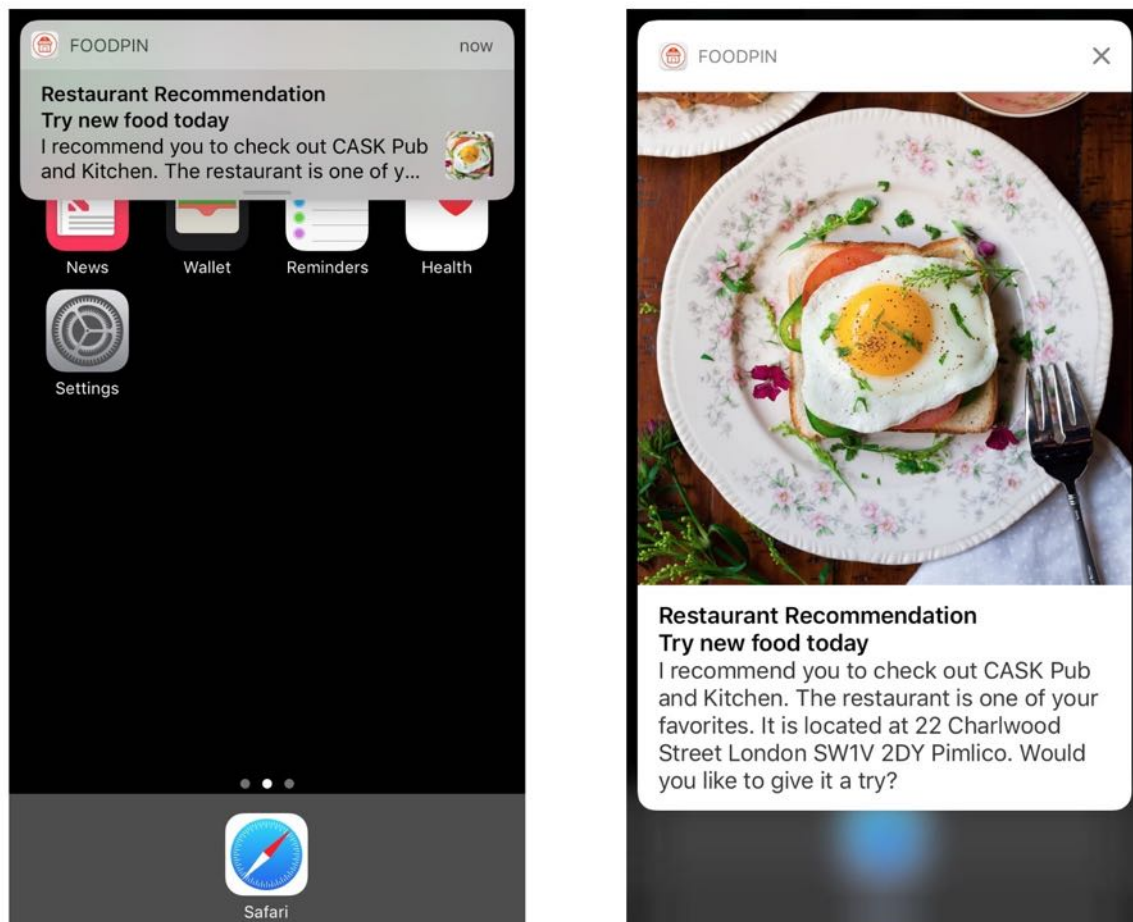 FOODPIN
now
Restaurant Recommendation
Try new food today
I recommend you to check out CASK Pub
and Kitchen. The restaurant is one of y...
News
Wallet
Reminders
Health
Settings
Safari
FOODPIN
Restaurant Recommendation
Try new food today
I recommend you to check out CASK Pub
and Kitchen. The restaurant is one of your
favorites. It is located at 22 Charlwood
Street London SW1V 2DY Pimlico. Would
you like to give it a try?